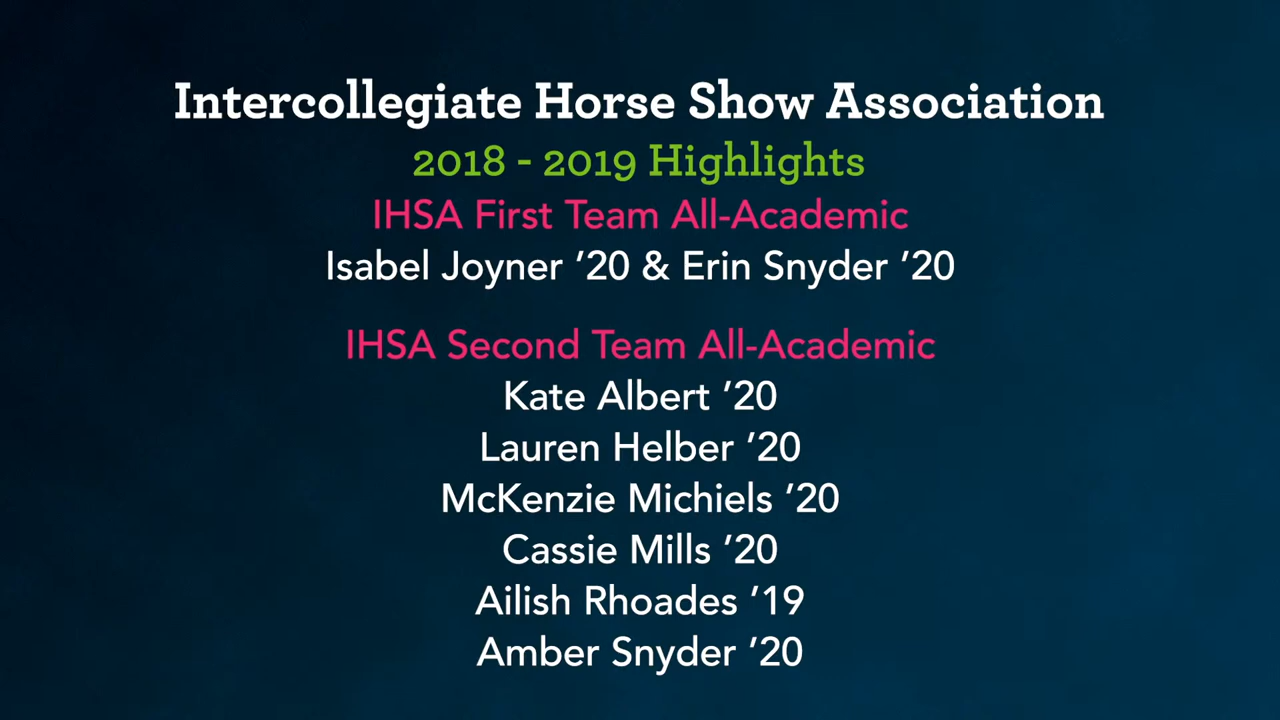 Intercollegiate Horse Show Association
2018 - 2019 Highlights
IHSA First Team All-Academic
Isabel Joyner ’20 & Erin Snyder ’20
IHSA Second Team All-Academic
Kate Albert ’20
Lauren Helber ’20
McKenzie Michiels ’20
Cassie Mills ’20
Ailish Rhoades ’19
Amber Snyder ’20